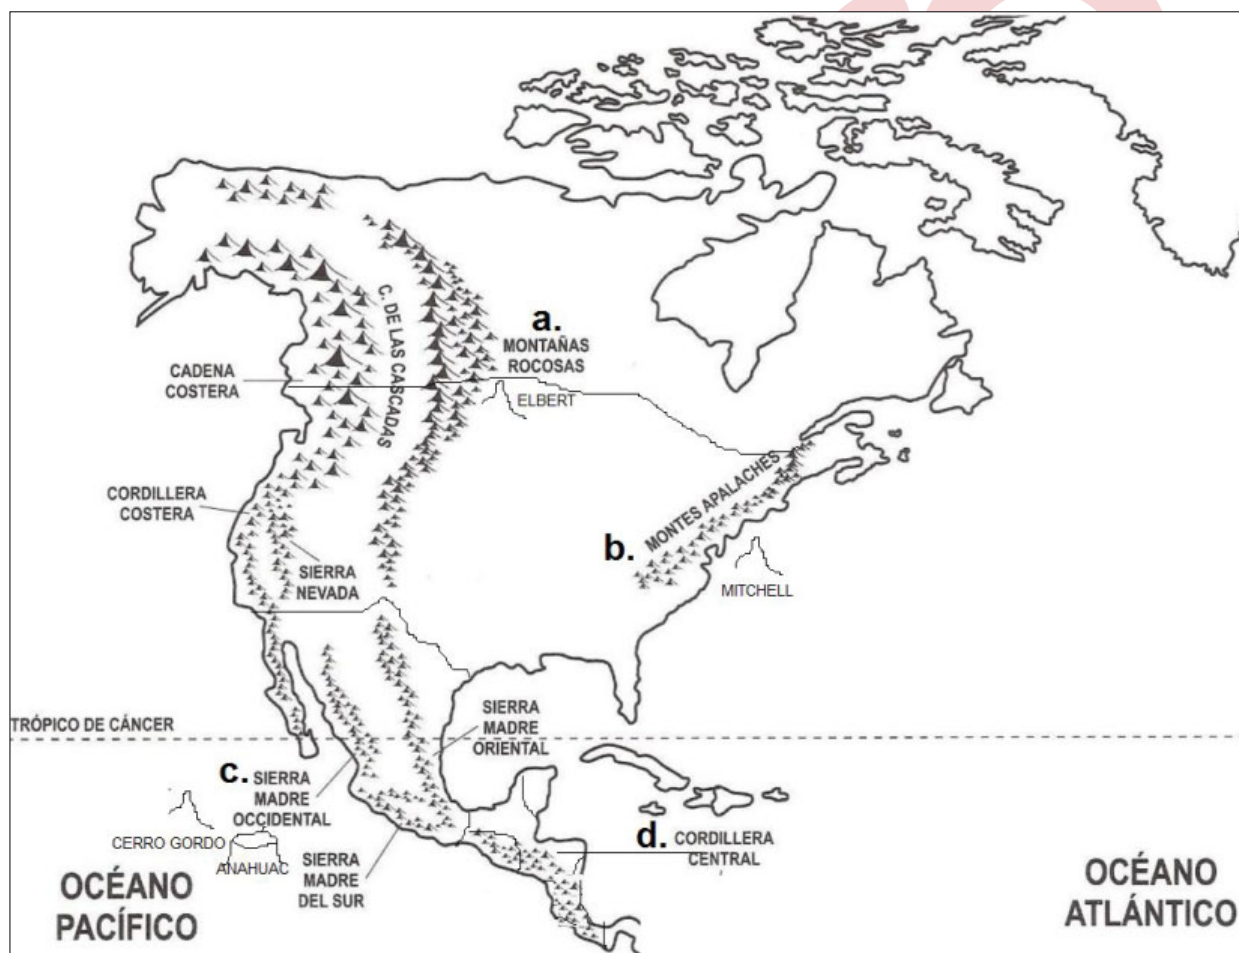 a.
MONTAÑAS
ROCOSAS
C. DE LAS CASCADAS
CADENA
COSTERA
ELBERT
CORDILLERA
COSTERA
MONTES APALACHES
b.
SIERRA
NEVADA
MITCHELL
TRÓPICO DE CÁNCER
SIERRA
MADRE
ORIENTAL
c. SIERRA
MADRE
OCCIDENTAL
CERRO GORDO
ANAHUAC
d. CORDILLERA
CENTRAL
SIERRA
MADRE
DEL SUR
OCÉANO
PACÍFICO
OCÉANO
ATLÁNTICO